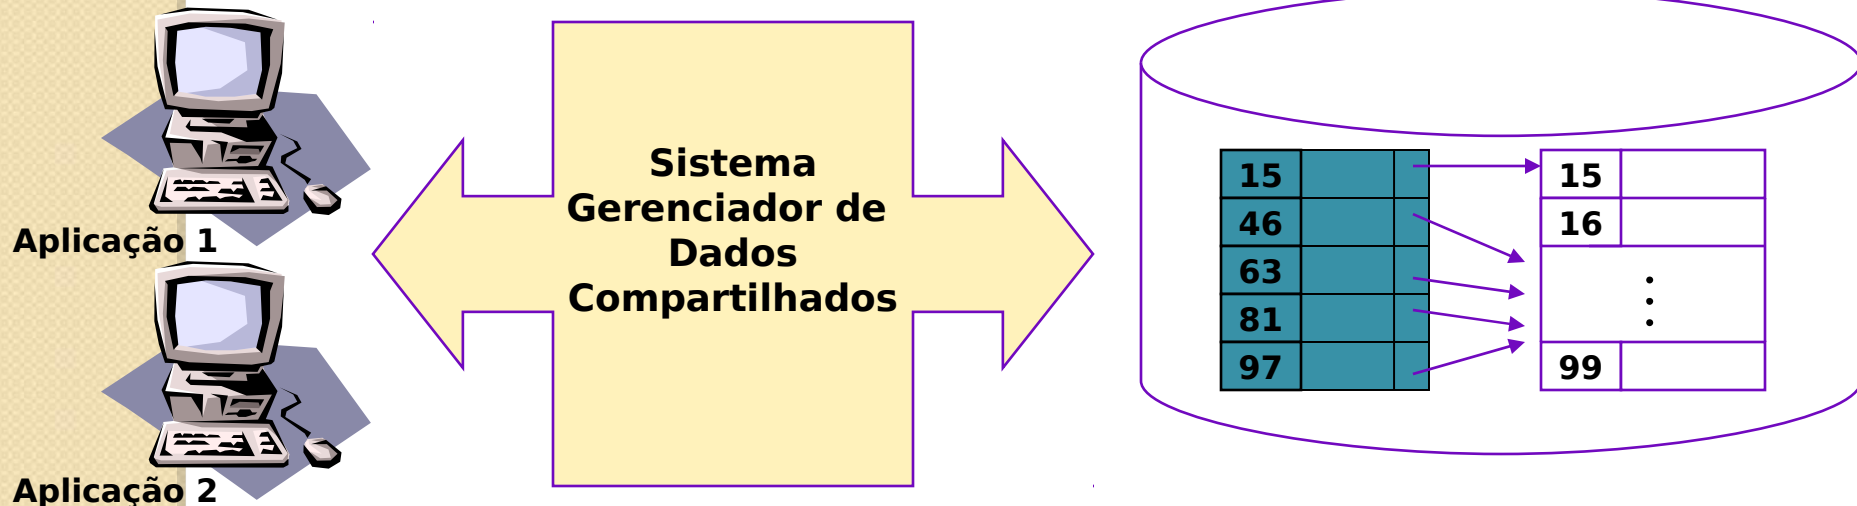 Aplicação 1
Aplicação 2
Sistema
Gerenciador de
Dados
Compartilhados
15
46
63
81
97
15
16
⋮
99